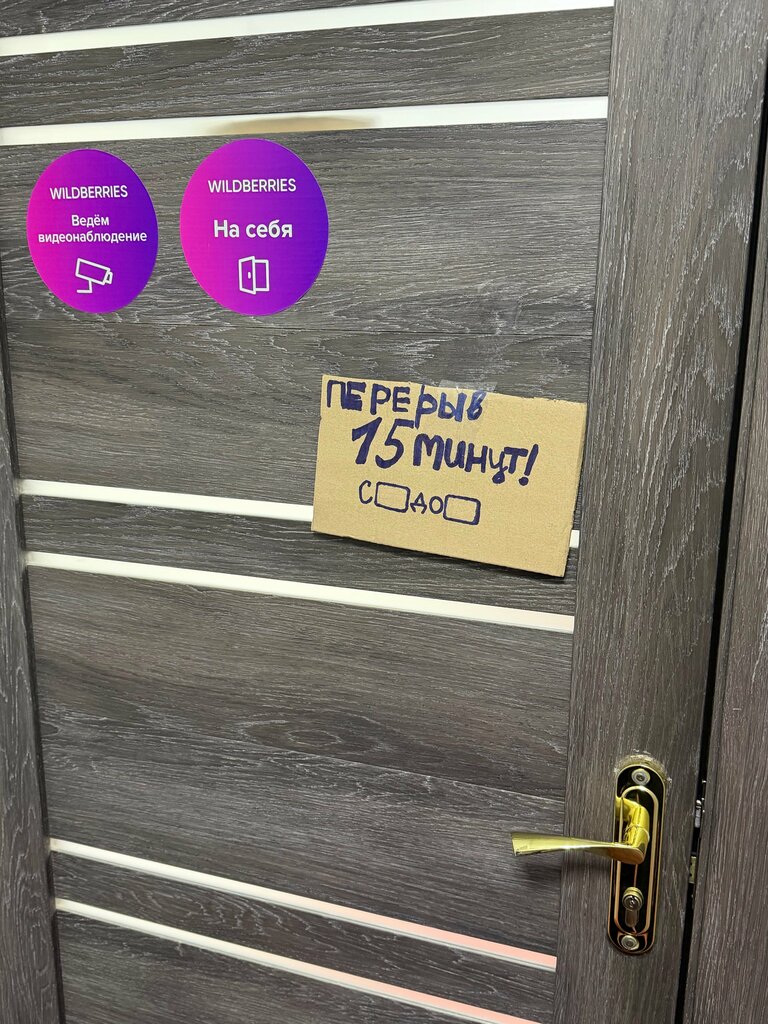 WILDBERRIES
Ведём
видеонаблюдение
WILDBERRIES
На себя
ПЕРЕРЫВ
15 минут!
С ДО